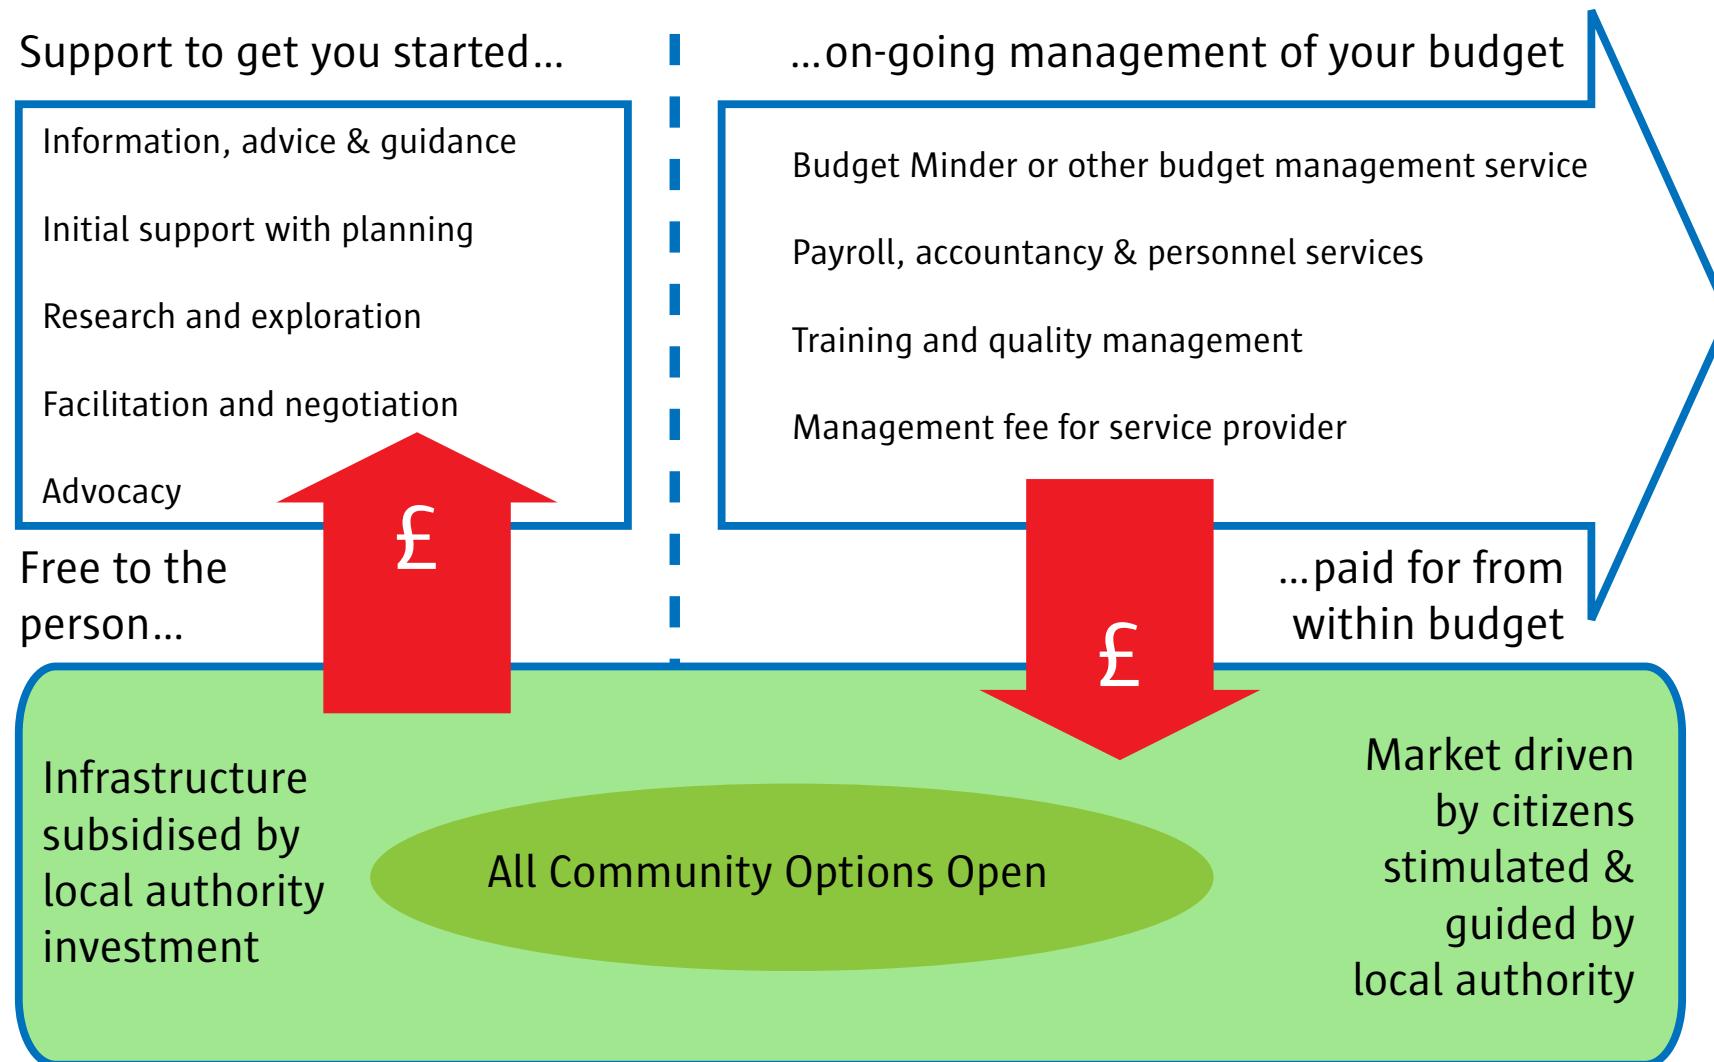 Support to get you started...
Information, advice & guidance
Initial support with planning
Research and exploration
Facilitation and negotiation
Advocacy
£
Free to the
person...
...on-going management of your budget
Budget Minder or other budget management service
Payroll, accountancy & personnel services
Training and quality management
Management fee for service provider
£
...paid for from
within budget
Infrastructure
subsidised by
local authority
investment
All Community Options Open
Market driven
by citizens
stimulated &
guided by
local authority